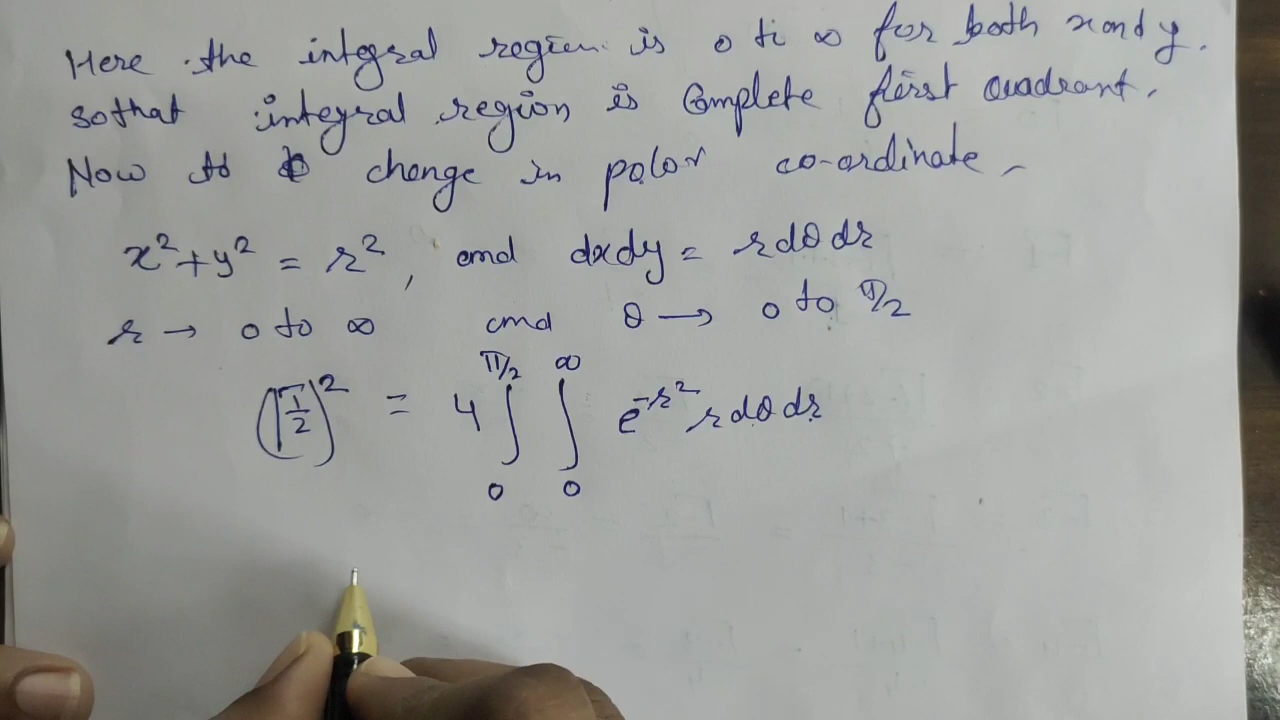 Here the integral region is 0 to ∞ for both x and y.
so that integral region is Complete first Quadrant.
Now to change in polar co-ordinate,
x² + y² = r², and dxdy = r dθ dr
r → 0 to ∞ and θ → 0 to π/2
(Γ1/2)² = 4 ∫₀^{π/2} ∫₀^∞ e^{-r²} r dθ dr